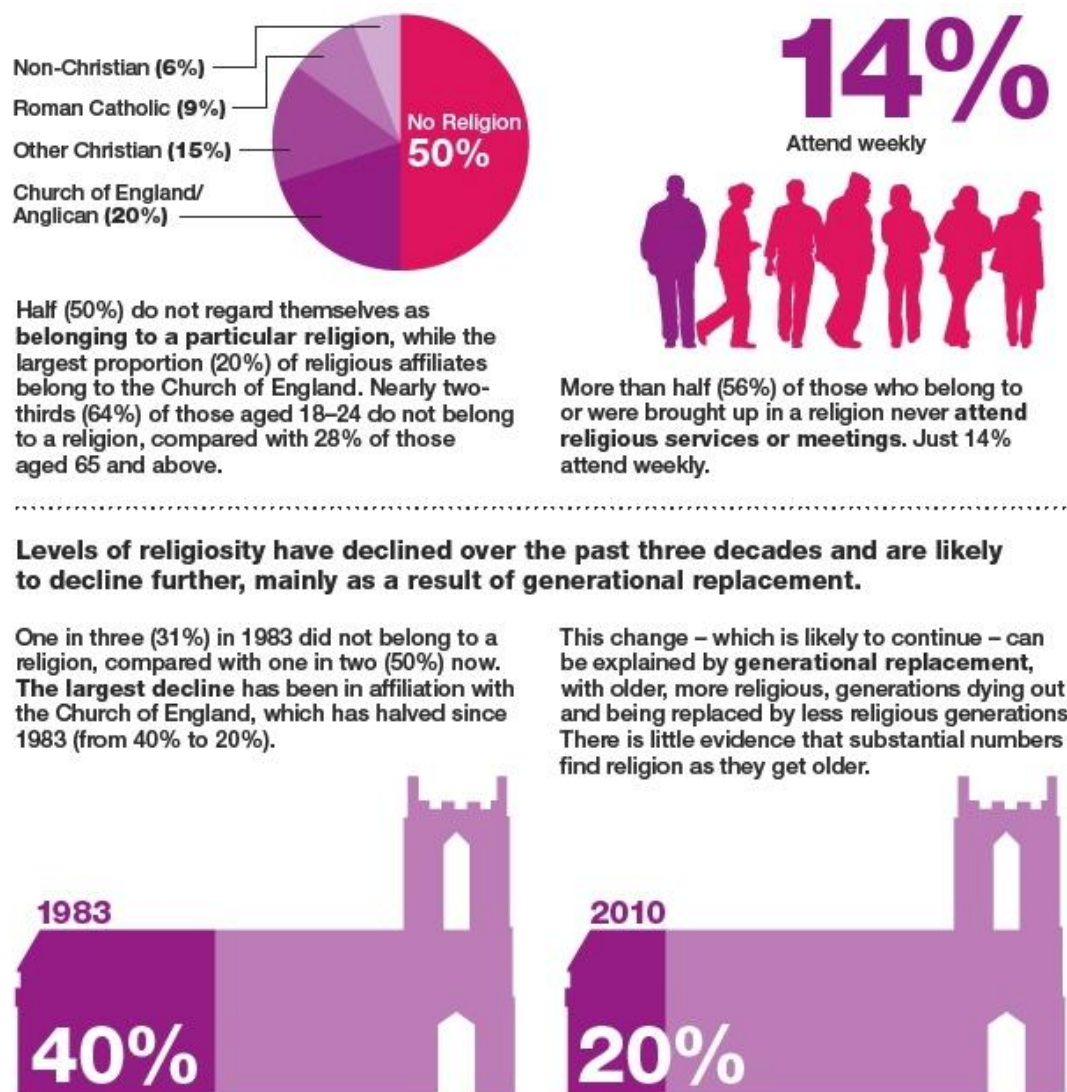 Non-Christian (6%)
Roman Catholic (9%)
Other Christian (15%)
Church of England/
Anglican (20%)
No Religion
50%
Half (50%) do not regard themselves as
belonging to a particular religion, while the
largest proportion (20%) of religious affiliates
belong to the Church of England. Nearly two-
thirds (64%) of those aged 18–24 do not belong
to a religion, compared with 28% of those
aged 65 and above.
14%
Attend weekly
More than half (56%) of those who belong to
or were brought up in a religion never attend
religious services or meetings. Just 14%
attend weekly.
Levels of religiosity have declined over the past three decades and are likely
to decline further, mainly as a result of generational replacement.
One in three (31%) in 1983 did not belong to a
religion, compared with one in two (50%) now.
The largest decline has been in affiliation with
the Church of England, which has halved since
1983 (from 40% to 20%).
1983
40%
This change – which is likely to continue – can
be explained by generational replacement,
with older, more religious, generations dying out
and being replaced by less religious generations
There is little evidence that substantial numbers
find religion as they get older.
2010
20%